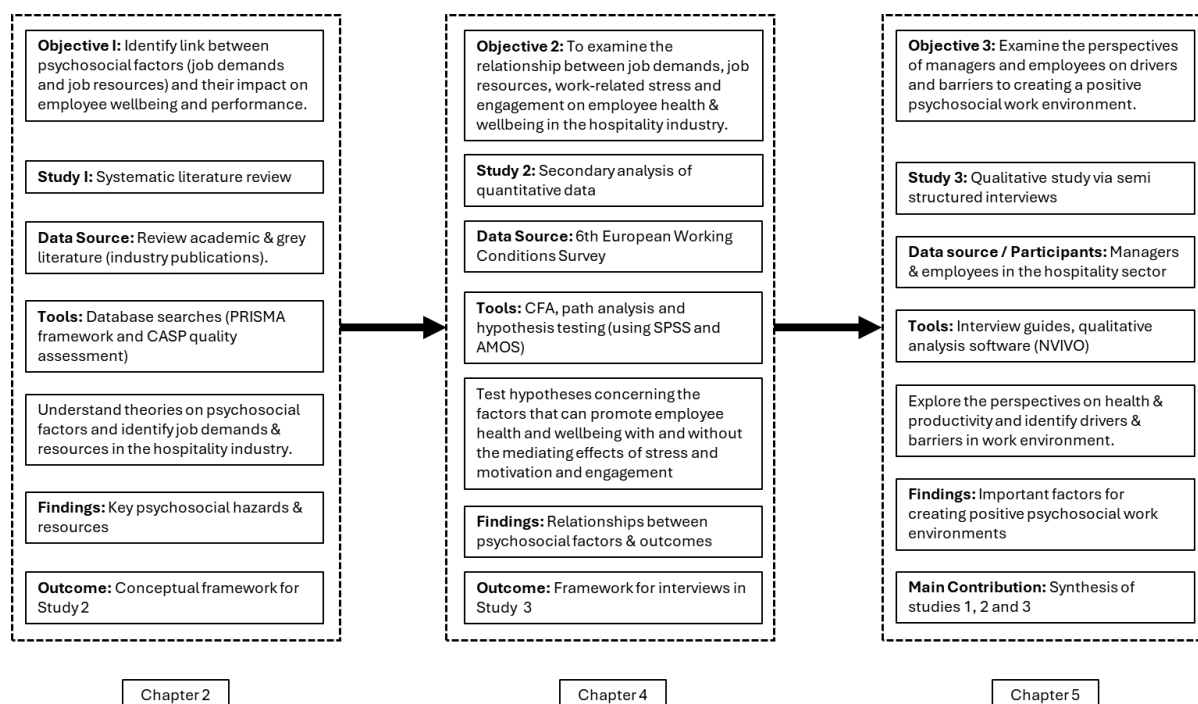 Objective I: Identify link between
psychosocial factors (job demands
and job resources) and their impact on
employee wellbeing and performance.
Study I: Systematic literature review
Data Source: Review academic & grey
literature (industry publications).
Tools: Database searches (PRISMA
framework and CASP quality
assessment)
Understand theories on psychosocial
factors and identify job demands &
resources in the hospitality industry.
Findings: Key psychosocial hazards &
resources
Outcome: Conceptual framework for
Study 2
Chapter 2
Objective 2: To examine the
relationship between job demands, job
resources, work-related stress and
engagement on employee health &
wellbeing in the hospitality industry.
Study 2: Secondary analysis of
quantitative data
Data Source: 6th European Working
Conditions Survey
Tools: CFA, path analysis and
hypothesis testing (using SPSS and
AMOS)
Test hypotheses concerning the
factors that can promote employee
health and wellbeing with and without
the mediating effects of stress and
motivation and engagement
Findings: Relationships between
psychosocial factors & outcomes
Outcome: Framework for interviews in
Study 3
Chapter 4
Objective 3: Examine the perspectives
of managers and employees on drivers
and barriers to creating a positive
psychosocial work environment.
Study 3: Qualitative study via semi
structured interviews
Data source / Participants: Managers
& employees in the hospitality sector
Tools: Interview guides, qualitative
analysis software (NVIVO)
Explore the perspectives on health &
productivity and identify drivers &
barriers in work environment.
Findings: Important factors for
creating positive psychosocial work
environments
Main Contribution: Synthesis of
studies 1, 2 and 3
Chapter 5